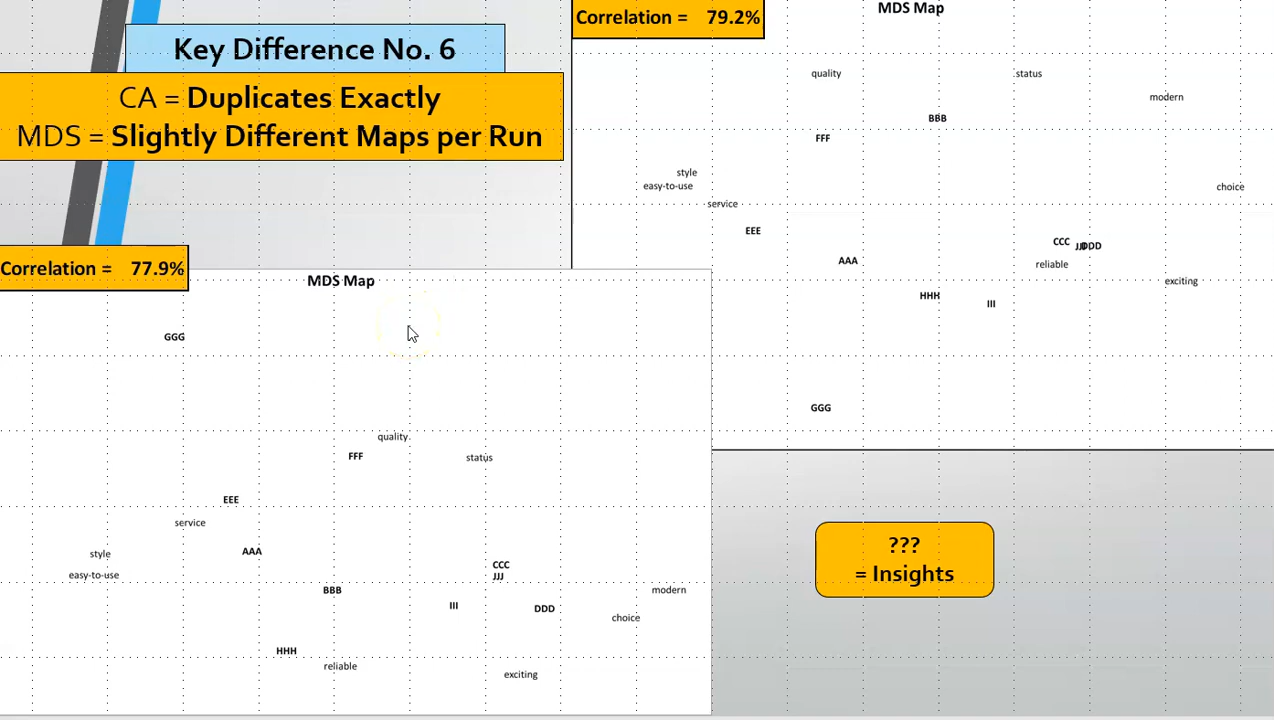 Key Difference No. 6
CA = Duplicates Exactly
MDS = Slightly Different Maps per Run
Correlation = 79.2%
MDS Map
quality
status
modern
BBB
FFF
style
easy-to-use
choice
service
EEE
CCC
JJJ
DDD
AAA
reliable
exciting
HHH
III
GGG
Correlation = 77.9%
MDS Map
GGG
quality
FFF
status
EEE
service
style
AAA
CCC
easy-to-use
JJJ
BBB
modern
III
DDD
choice
HHH
reliable
exciting
???
= Insights